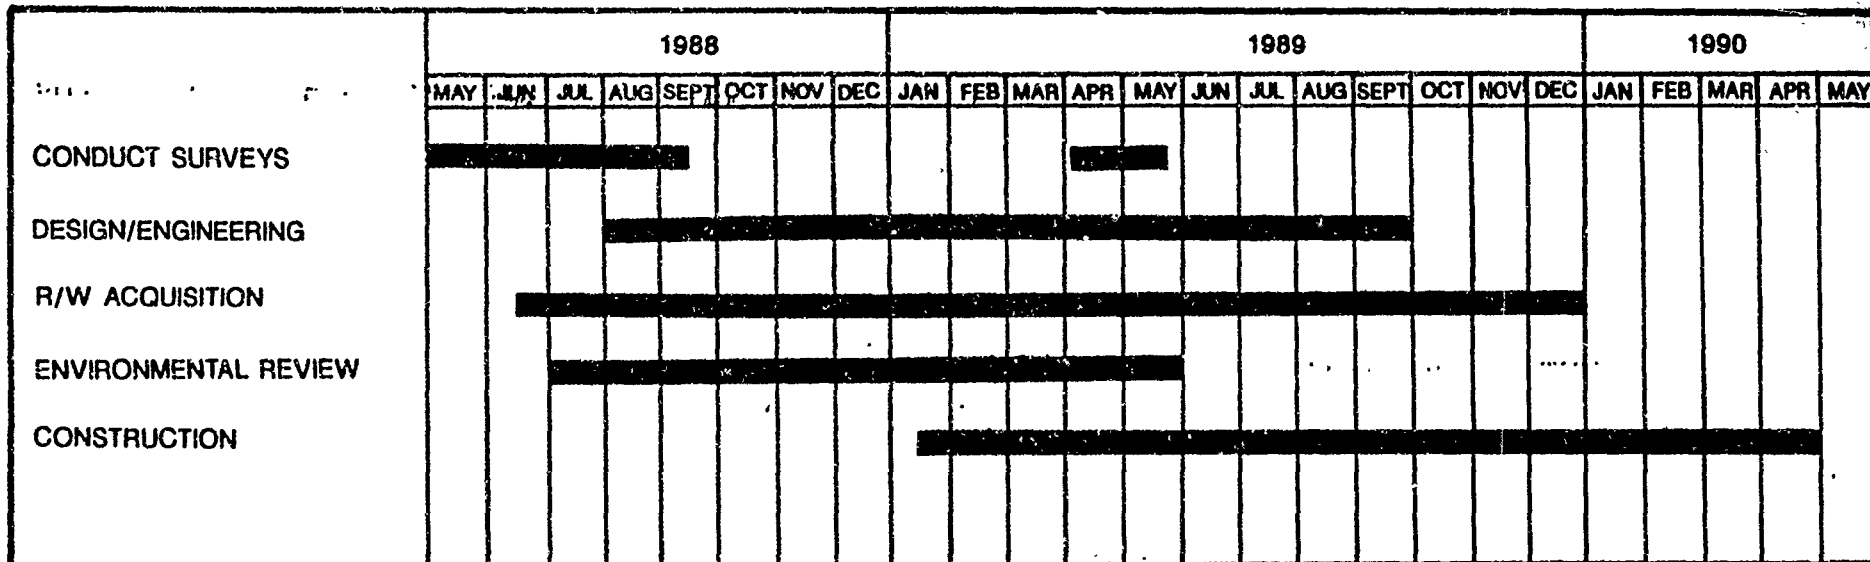 1988 1989 1990
MAY JUN JUL AUG SEPT OCT NOV DEC JAN FEB MAR APR MAY JUN JUL AUG SEPT OCT NOV DEC JAN FEB MAR APR MAY
CONDUCT SURVEYS
DESIGN/ENGINEERING
R/W ACQUISITION
ENVIRONMENTAL REVIEW
CONSTRUCTION